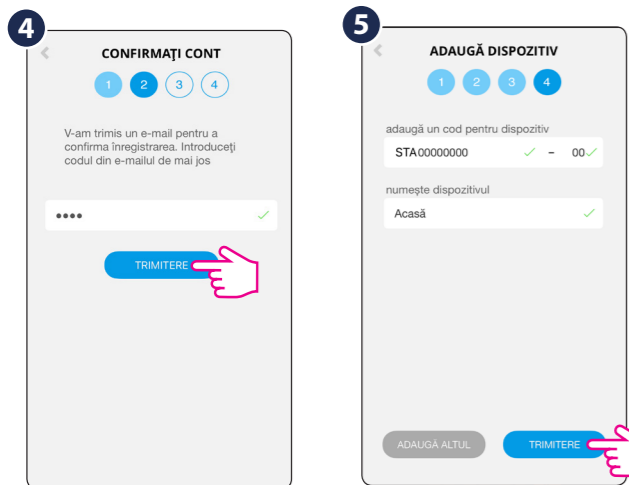 4
CONFIRMAŢI CONT
1 2 3 4
V-am trimis un e-mail pentru a
confirma înregistrarea. Introduceţi
codul din e-mailul de mai jos
••••
TRIMITERE
5
ADAUGĂ DISPOZITIV
1 2 3 4
adaugă un cod pentru dispozitiv
STA00000000 – 00
numește dispozitivul
Acasă
ADAUGĂ ALTUL TRIMITERE